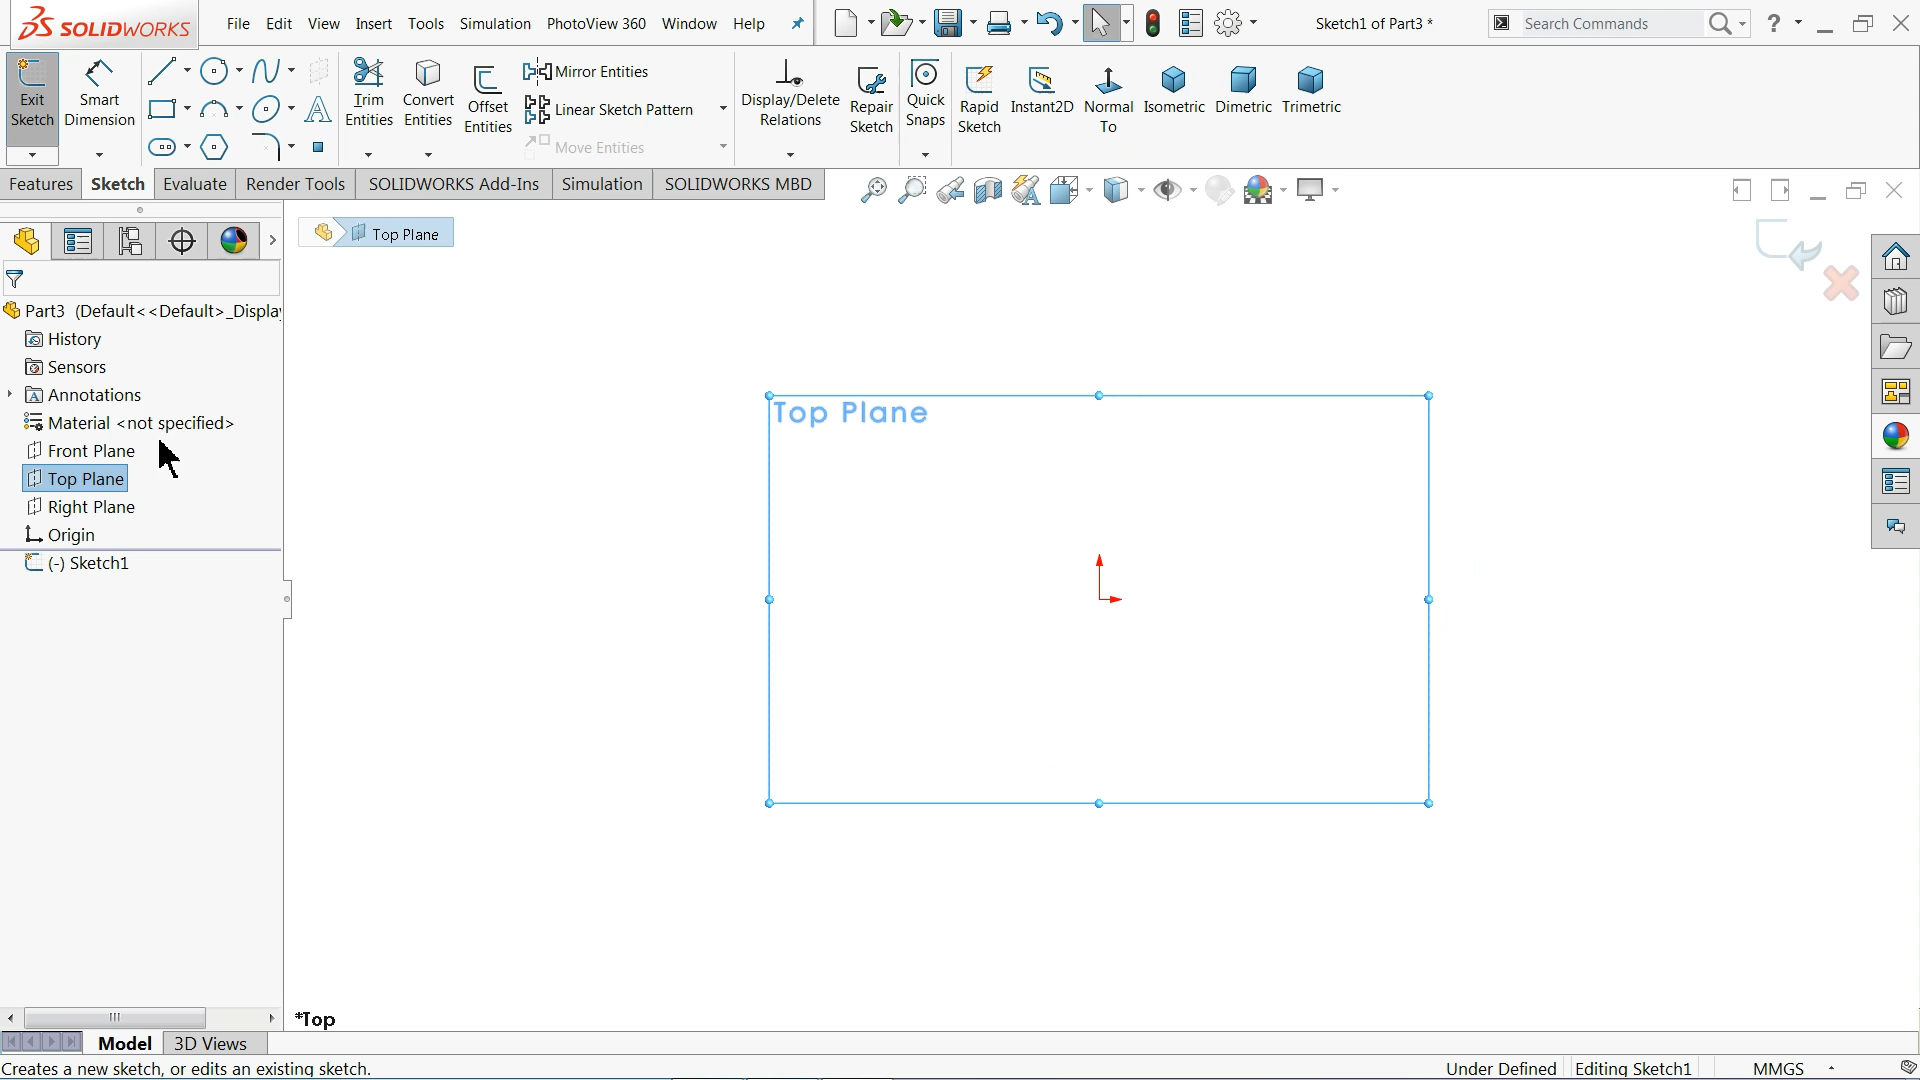 SOLIDWORKS
File Edit View Insert Tools Simulation PhotoView 360 Window Help
Sketch1 of Part3 *
Search Commands
?
Exit Sketch
Smart Dimension
Trim Entities
Convert Entities
Offset Entities
Mirror Entities
Linear Sketch Pattern
Move Entities
Display/Delete Relations
Repair Sketch
Quick Snaps
Rapid Sketch
Instant2D
Normal To
Isometric
Dimetric
Trimetric
Features Sketch Evaluate Render Tools SOLIDWORKS Add-Ins Simulation SOLIDWORKS MBD
Top Plane
Part3 (Default<<Default>_Displa
History
Sensors
Annotations
Material <not specified>
Front Plane
Top Plane
Right Plane
Origin
(-) Sketch1
Top Plane
*Top
Model 3D Views
Creates a new sketch, or edits an existing sketch.
Under Defined Editing Sketch1 MMGS